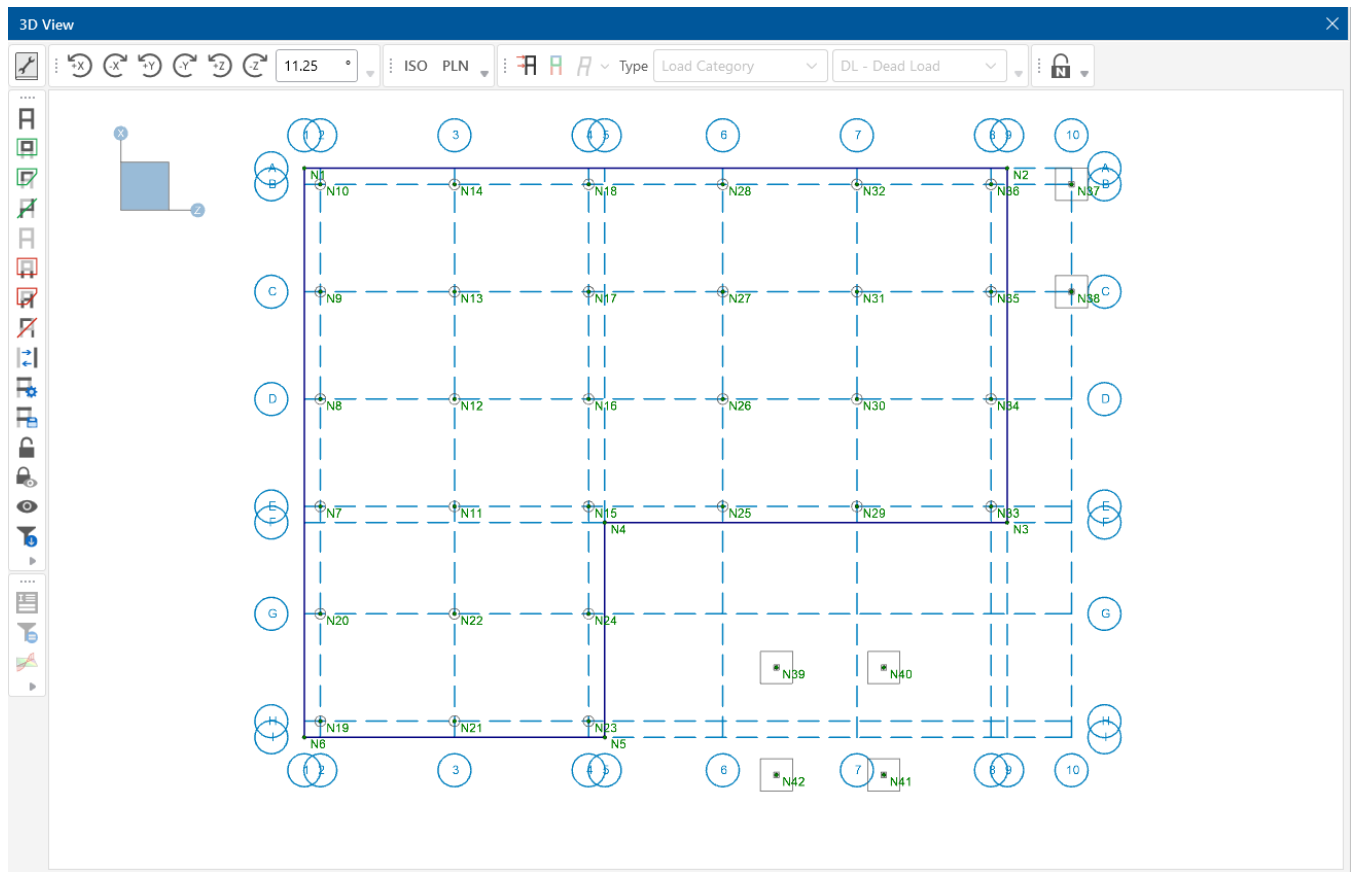 3D View
+X -X +Y -Y +Z -Z 11.25 ° ISO PLN Type Load Category DL - Dead Load N
X
Z
1 2 3 4 5 6 7 8 9 10
A A
N1 N2
B B
N10 N14 N18 N28 N32 N36 N37
C C
N9 N13 N17 N27 N31 N35 N38
D D
N8 N12 N16 N26 N30 N34
E E
N7 N11 N15 N25 N29 N33
F F
N4 N3
G G
N20 N22 N24
N39 N40
H H
N19 N21 N23
I I
N6 N5
1 2 3 4 5 6 7 8 9 10
N42 N41